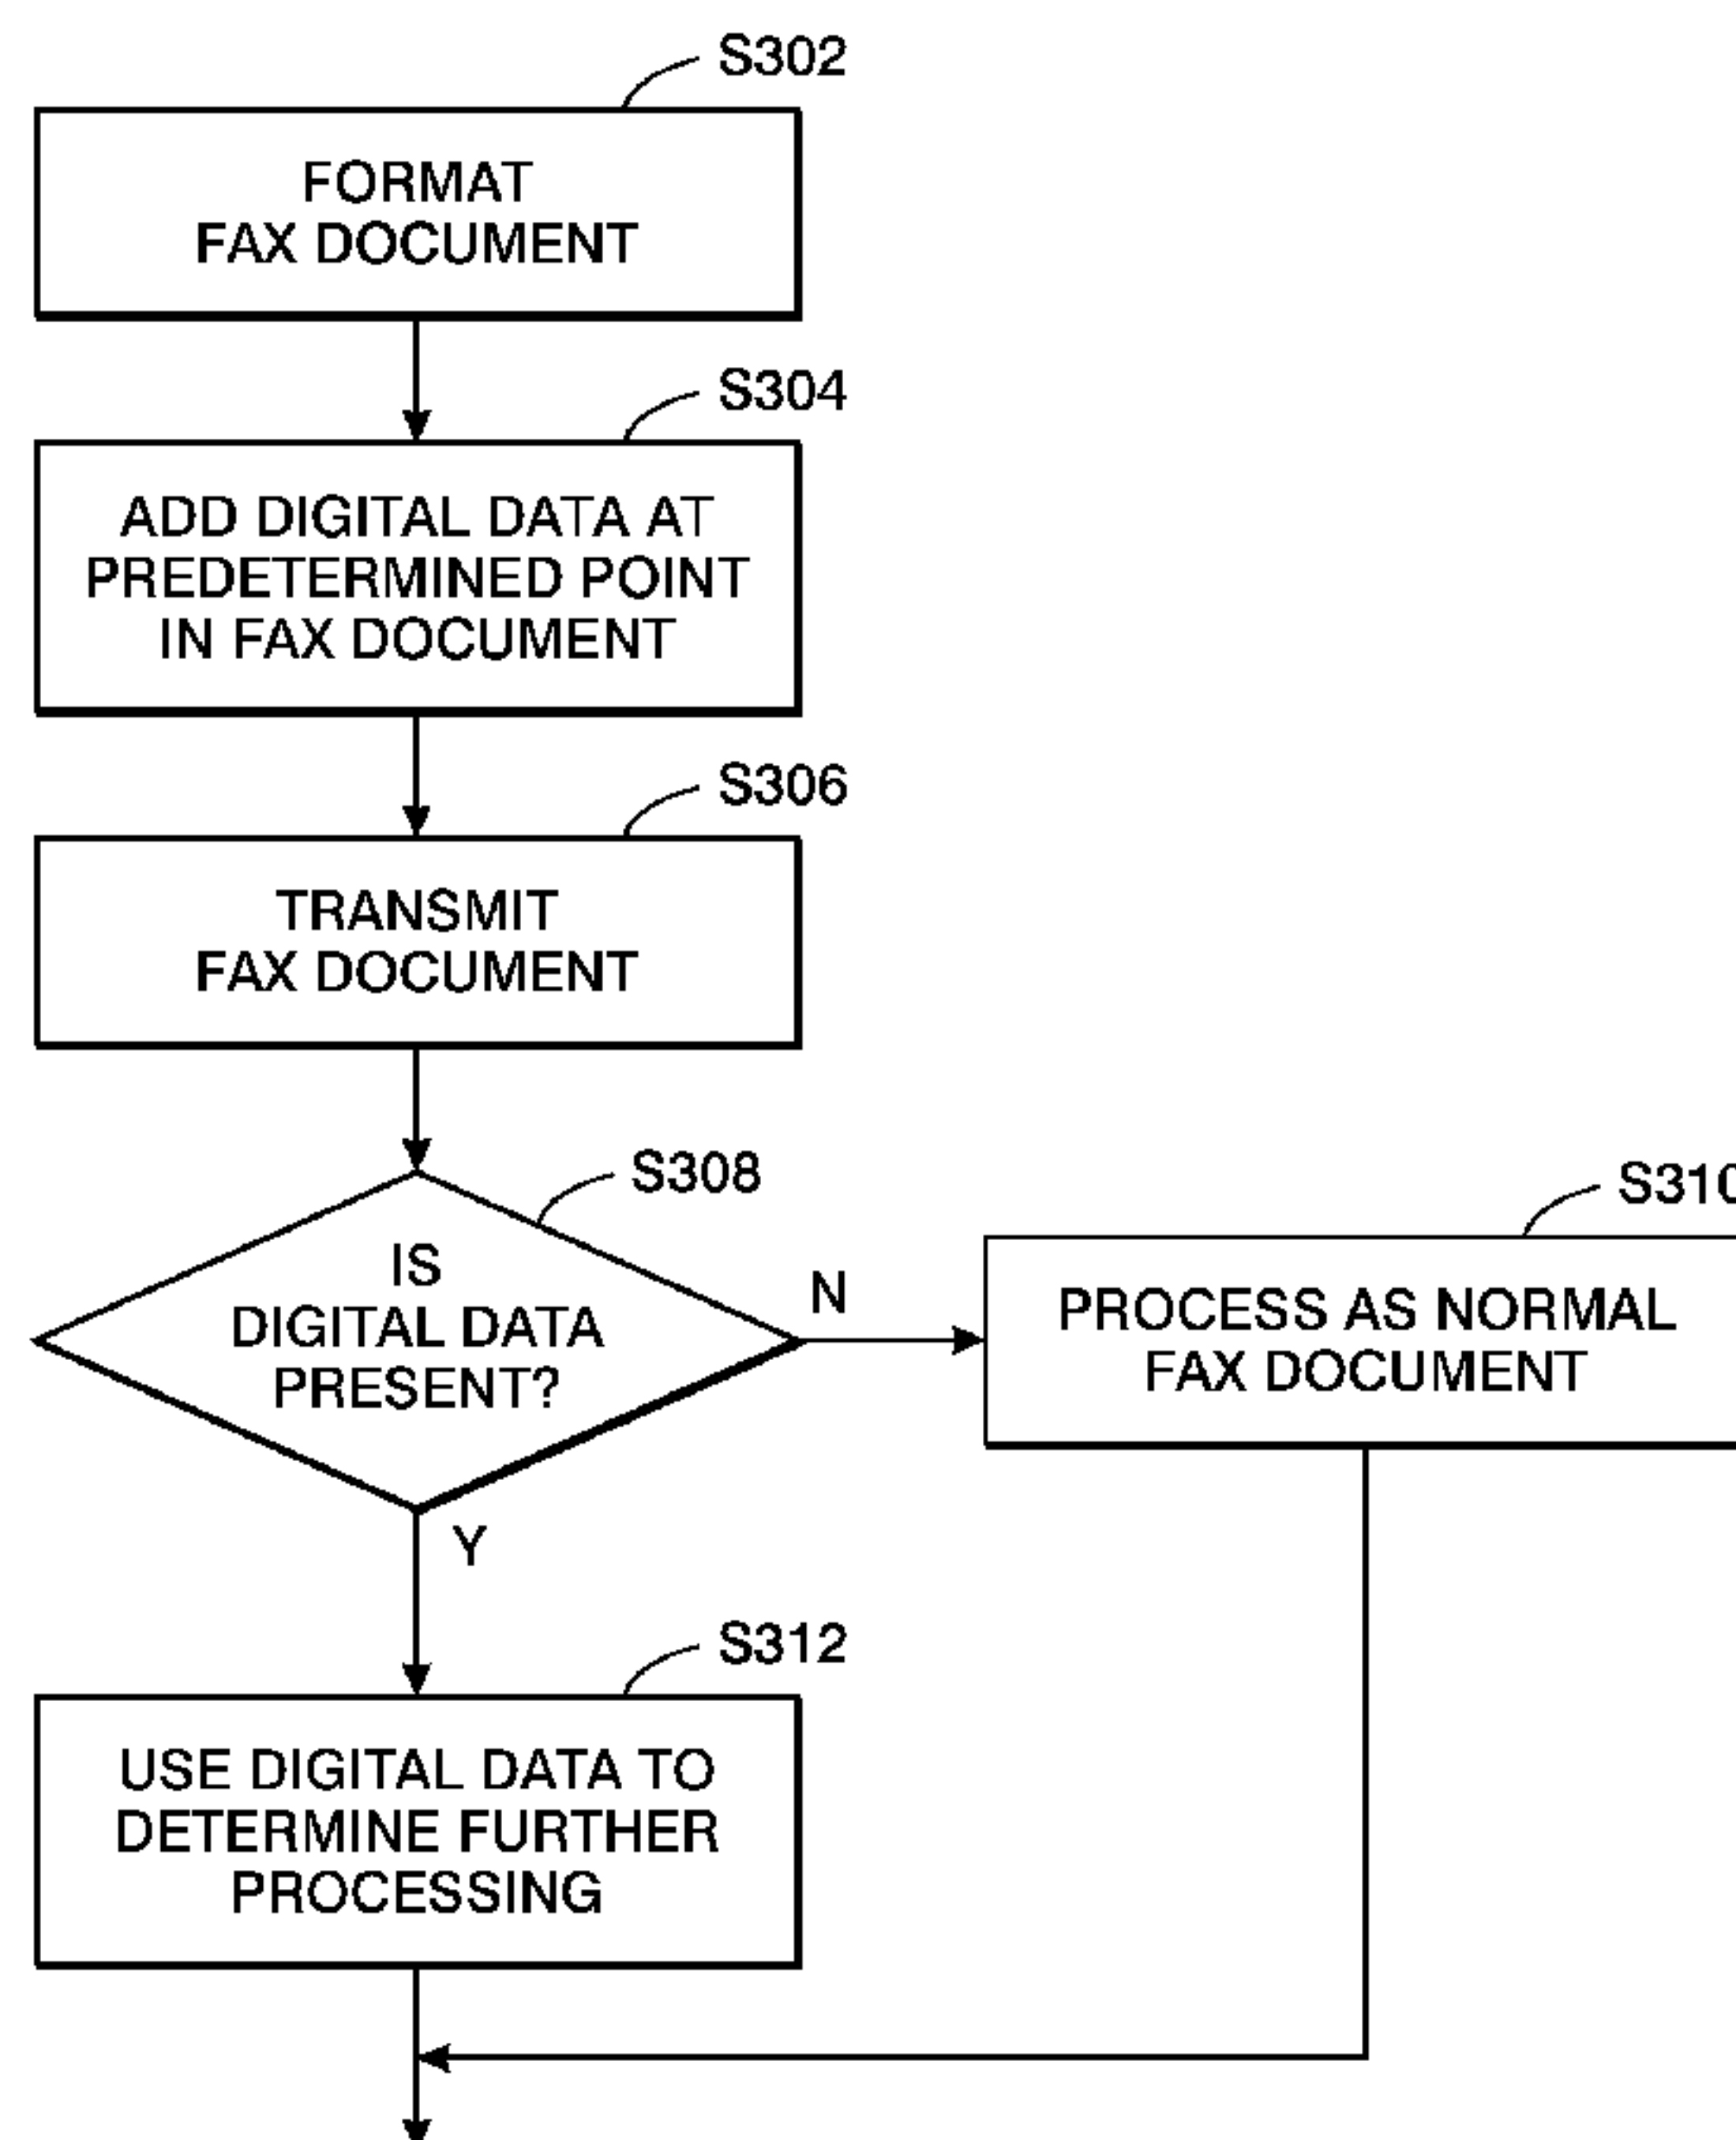 S302
FORMAT
FAX DOCUMENT
S304
ADD DIGITAL DATA AT
PREDETERMINED POINT
IN FAX DOCUMENT
S306
TRANSMIT
FAX DOCUMENT
S308
IS
DIGITAL DATA
PRESENT?
N
S310
PROCESS AS NORMAL
FAX DOCUMENT
Y
S312
USE DIGITAL DATA TO
DETERMINE FURTHER
PROCESSING